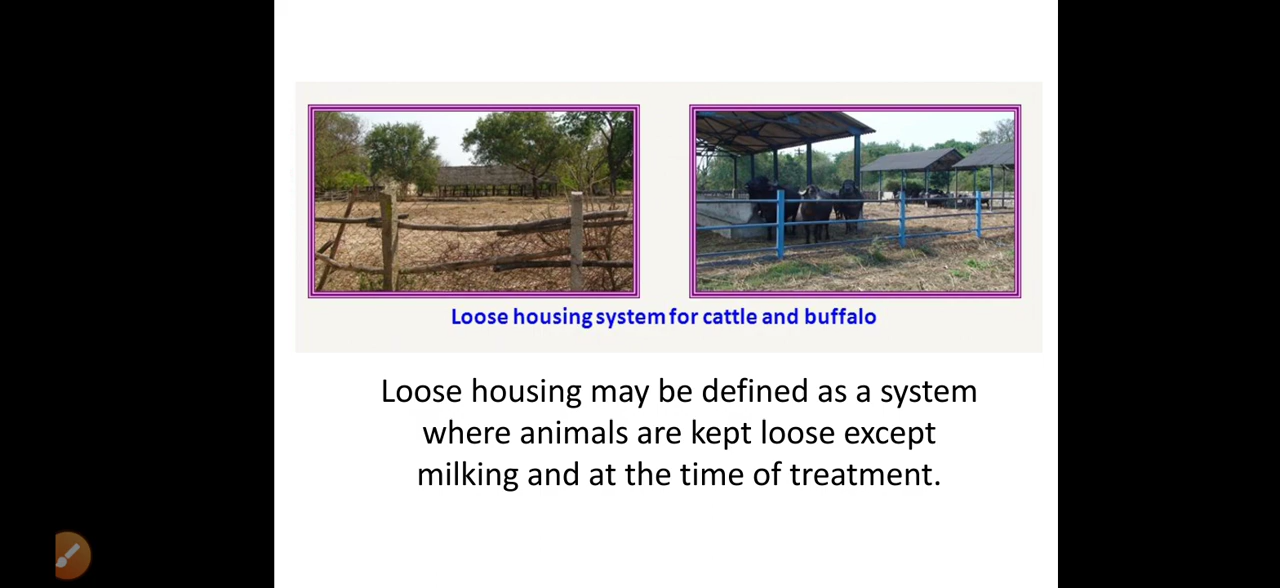 Loose housing system for cattle and buffalo
Loose housing may be defined as a system
where animals are kept loose except
milking and at the time of treatment.